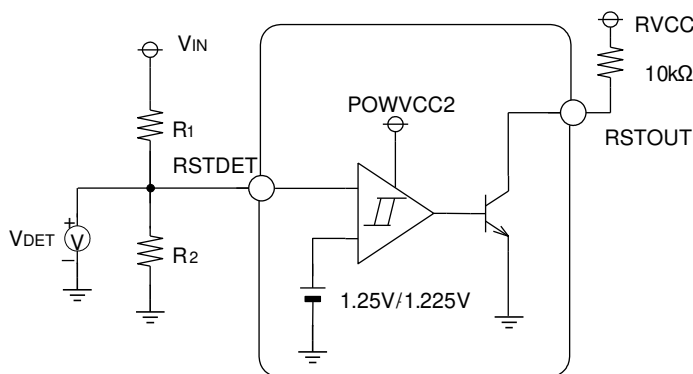 VIN
RVCC
10kΩ
POWVCC2
R1
RSTDET
RSTOUT
+
VDET
V
−
R2
1.25V/1.225V